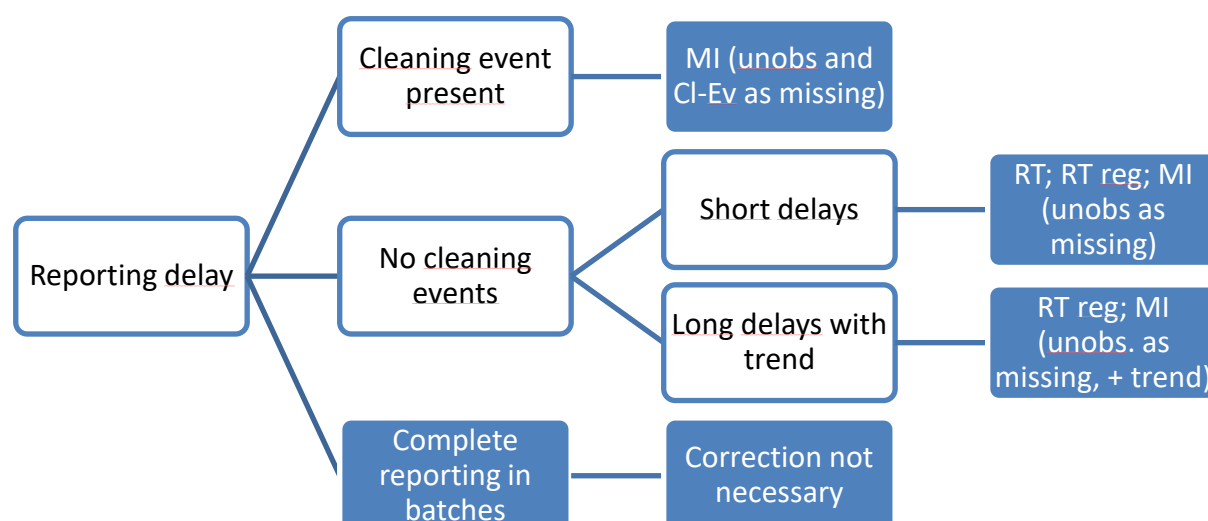 Cleaning event
present
MI (unobs and
Cl-Ev as missing)
Reporting delay
No cleaning
events
Short delays
RT; RT reg; MI
(unobs as
missing)
Long delays with
trend
RT reg; MI
(unobs. as
missing, + trend)
Complete
reporting in
batches
Correction not
necessary